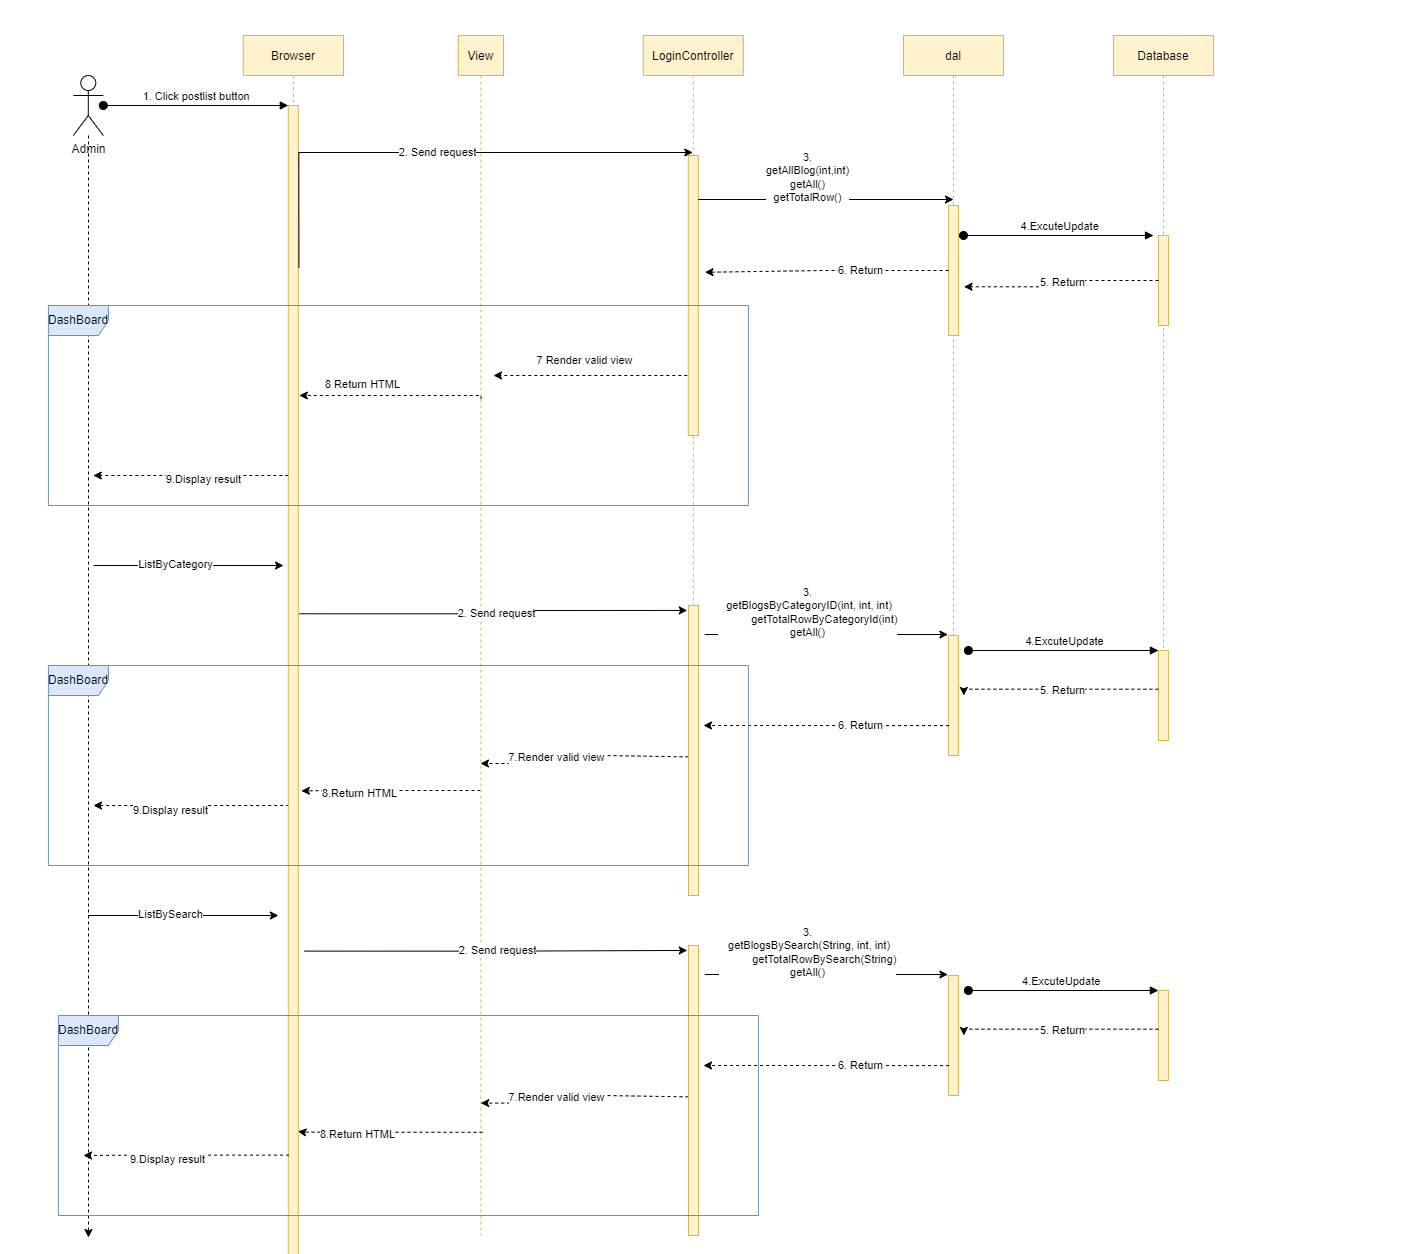 Browser
View
LoginController
dal
Database
1. Click postlist button
Admin
2. Send request
3.
getAllBlog(int,int)
getAll()
getTotalRow()
4.ExcuteUpdate
6. Return
5. Return
DashBoard
7 Render valid view
8 Return HTML
9.Display result
ListByCategory
2. Send request
3.
getBlogsByCategoryID(int, int, int)
getTotalRowByCategoryId(int)
getAll()
4.ExcuteUpdate
DashBoard
5. Return
6. Return
7.Render valid view
8.Return HTML
9.Display result
ListBySearch
2. Send request
3.
getBlogsBySearch(String, int, int)
getTotalRowBySearch(String)
getAll()
4.ExcuteUpdate
DashBoard
5. Return
6. Return
7.Render valid view
8.Return HTML
9.Display result